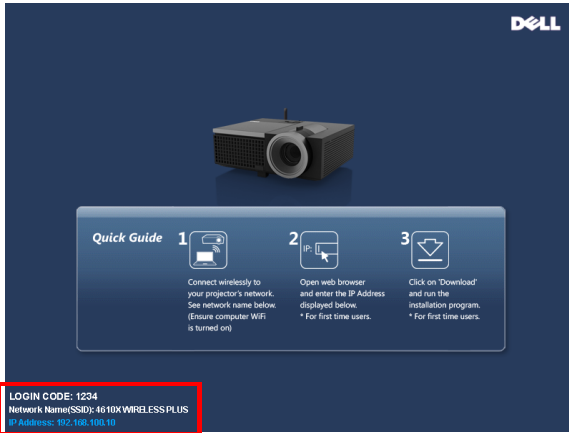 DELL
Quick Guide
1
Connect wirelessly to
your projector's network.
See network name below.
(Ensure computer WiFi
is turned on)
2
IP:
Open web browser
and enter the IP Address
displayed below.
* For first time users.
3
Click on 'Download'
and run the
installation program.
* For first time users.
LOGIN CODE: 1234
Network Name(SSID): 4610X WIRELESS PLUS
IP Address: 192.168.108.10